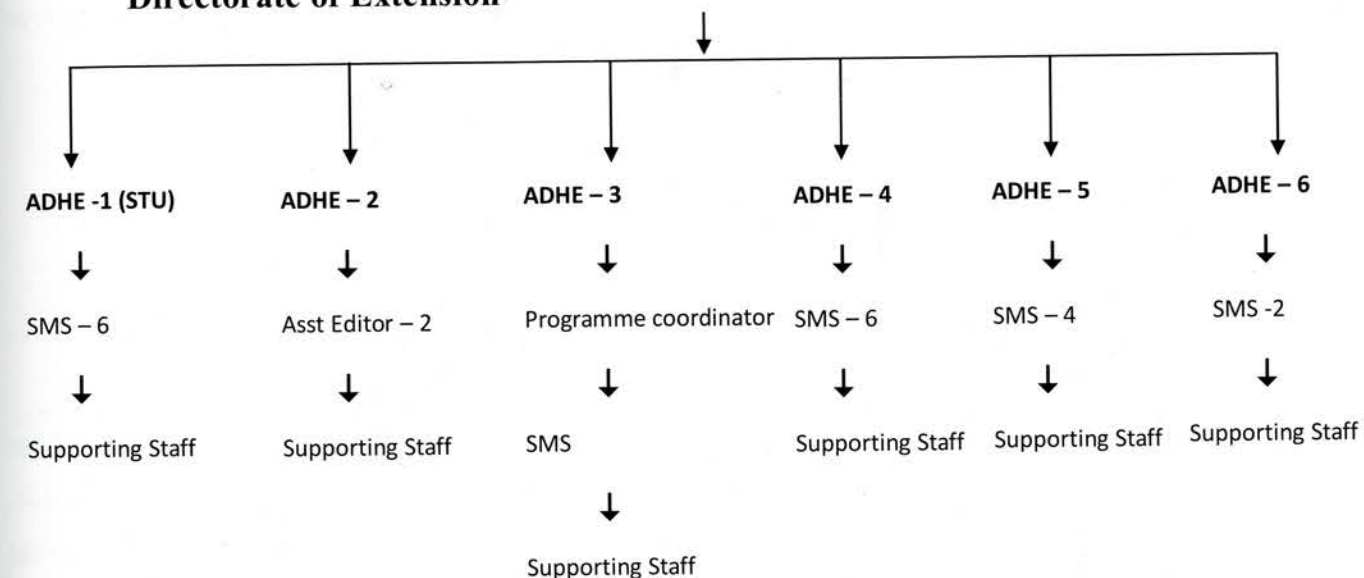 Directorate of Extension
ADHE -1 (STU) ADHE – 2 ADHE – 3 ADHE – 4 ADHE – 5 ADHE – 6
SMS – 6 Asst Editor – 2 Programme coordinator SMS – 6 SMS – 4 SMS -2
Supporting Staff Supporting Staff SMS Supporting Staff Supporting Staff Supporting Staff
Supporting Staff